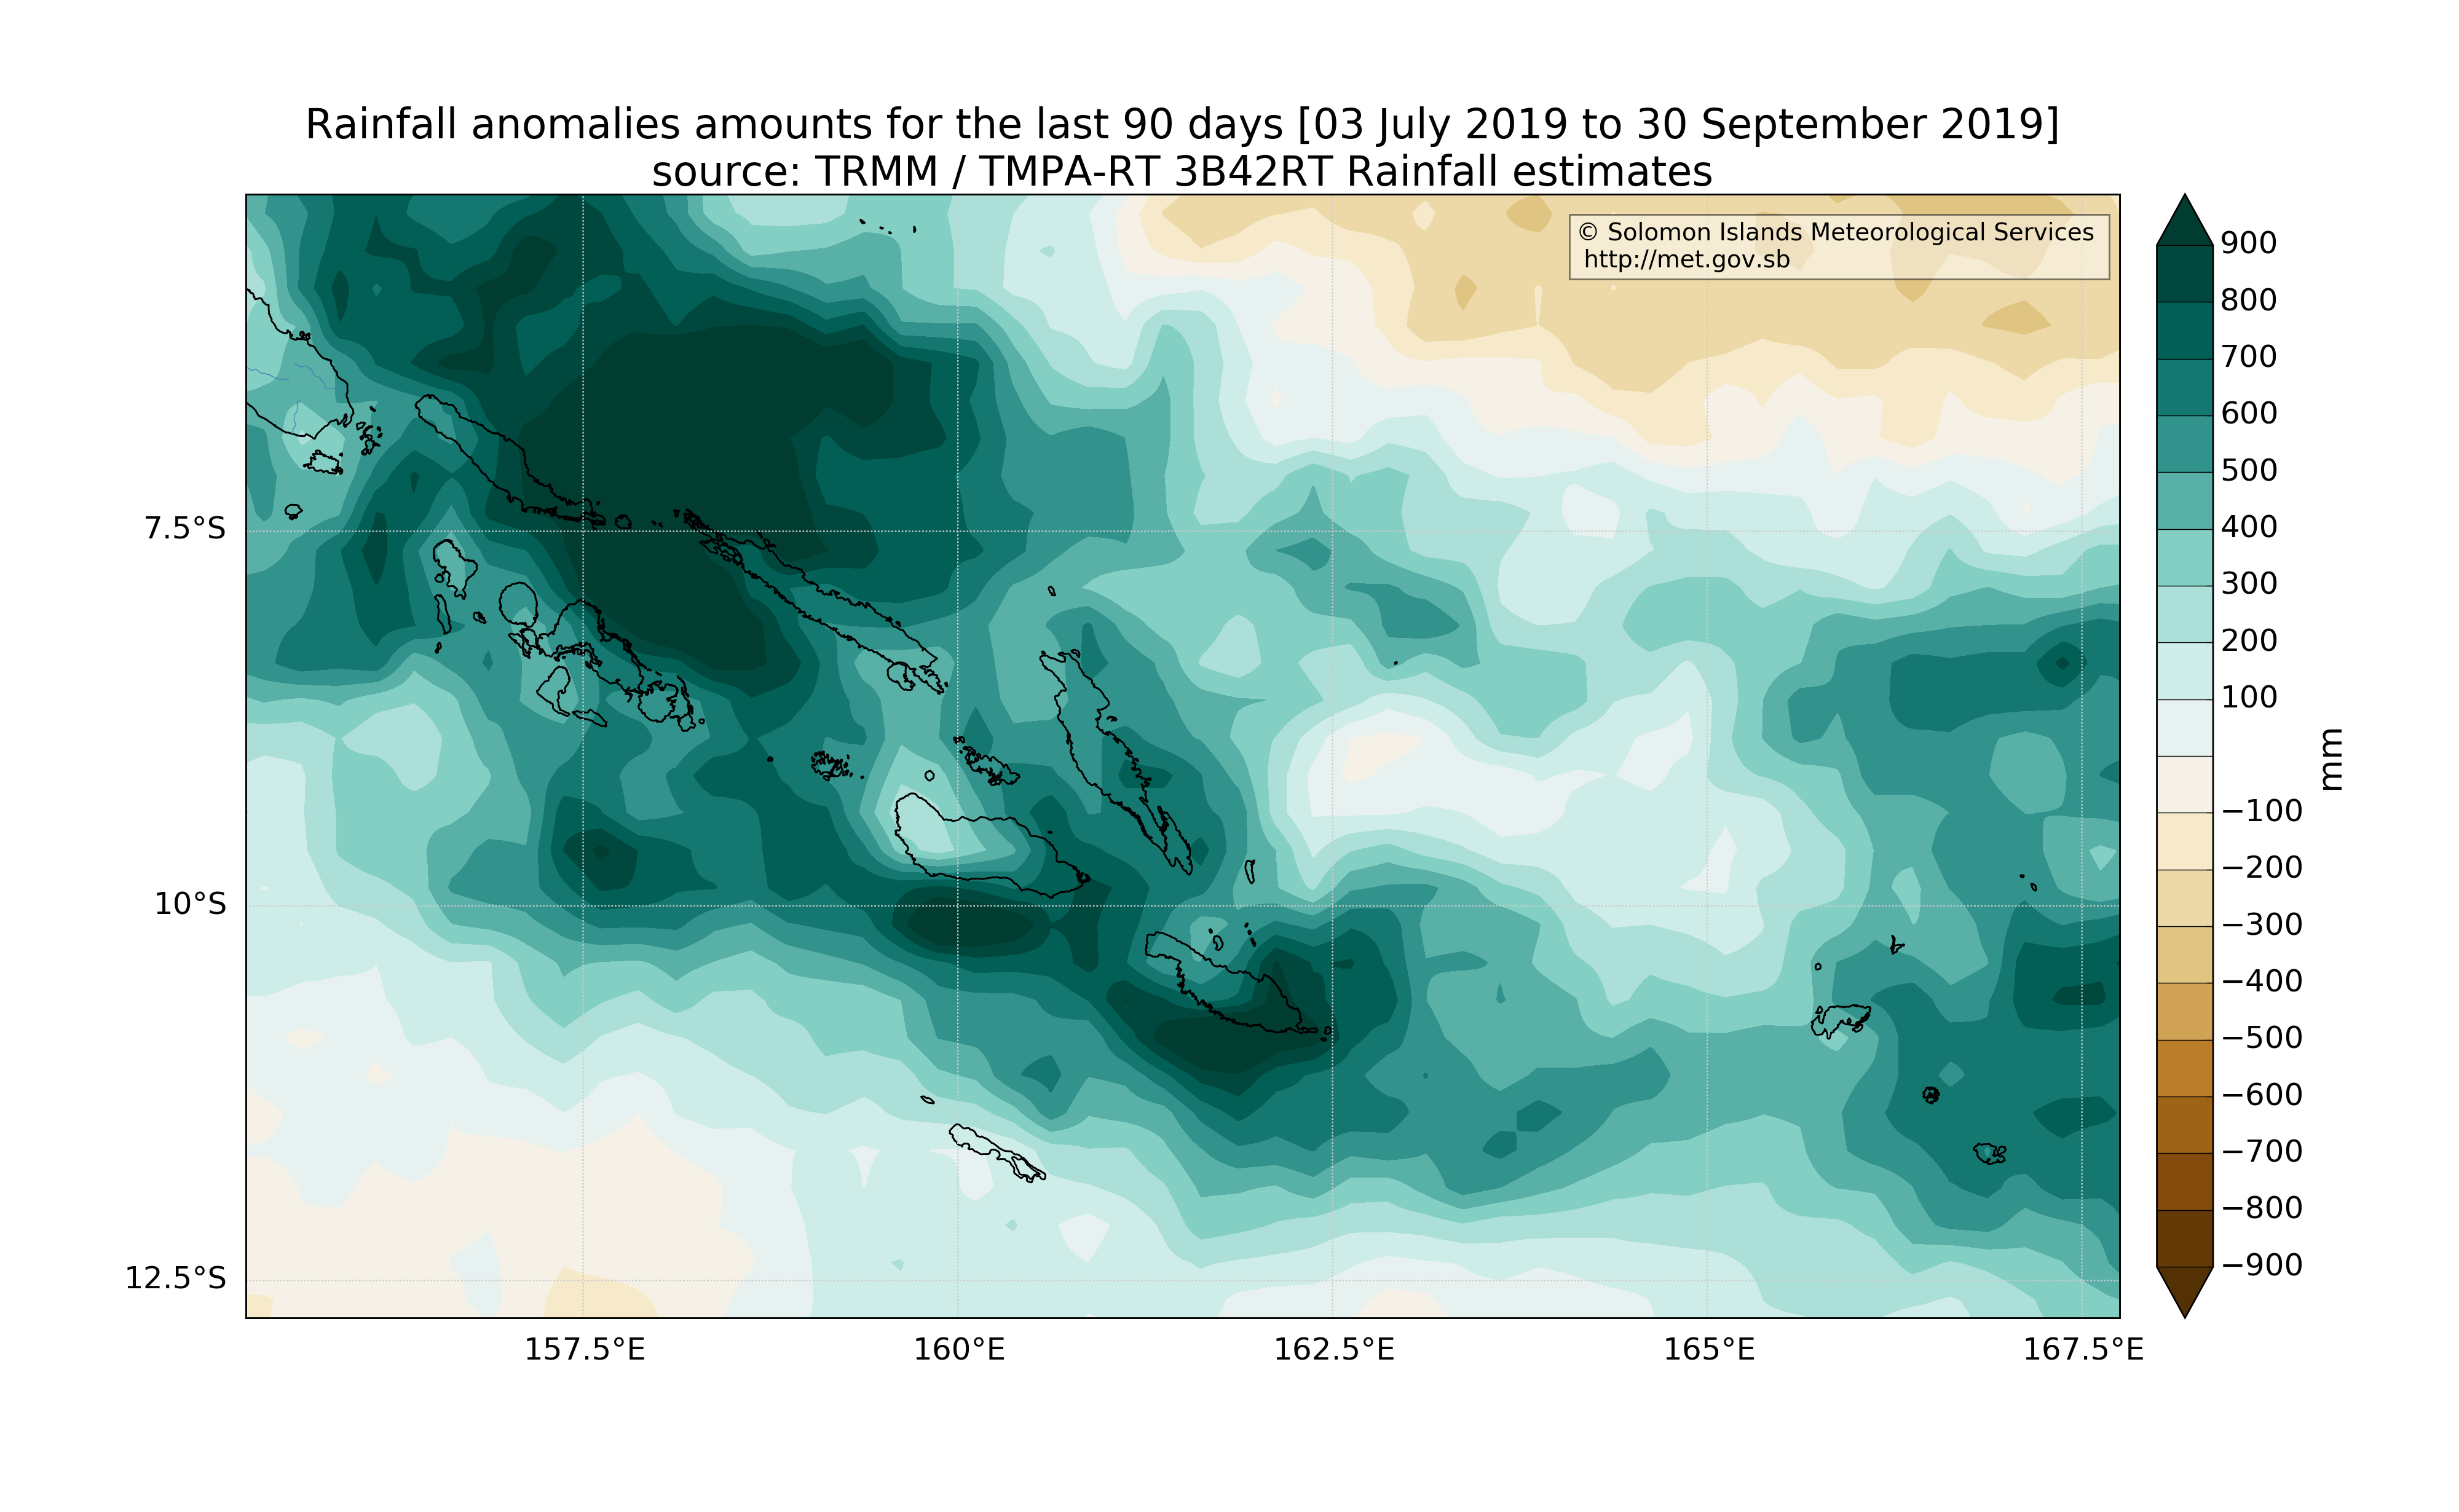 Rainfall anomalies amounts for the last 90 days [03 July 2019 to 30 September 2019]
source: TRMM / TMPA-RT 3B42RT Rainfall estimates
© Solomon Islands Meteorological Services
http://met.gov.sb
7.5°S
10°S
12.5°S
157.5°E
160°E
162.5°E
165°E
167.5°E
900
800
700
600
500
400
300
200
100
−100
−200
−300
−400
−500
−600
−700
−800
−900
mm